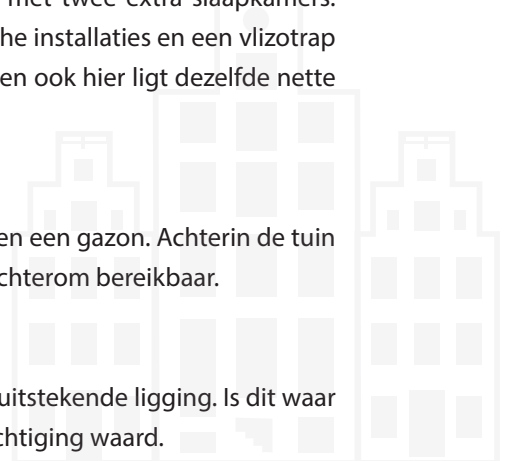 met twee extra slaapkamers.
he installaties en een vlizotrap
en ook hier ligt dezelfde nette
en een gazon. Achterin de tuin
chterom bereikbaar.
uitstekende ligging. Is dit waar
chtiging waard.